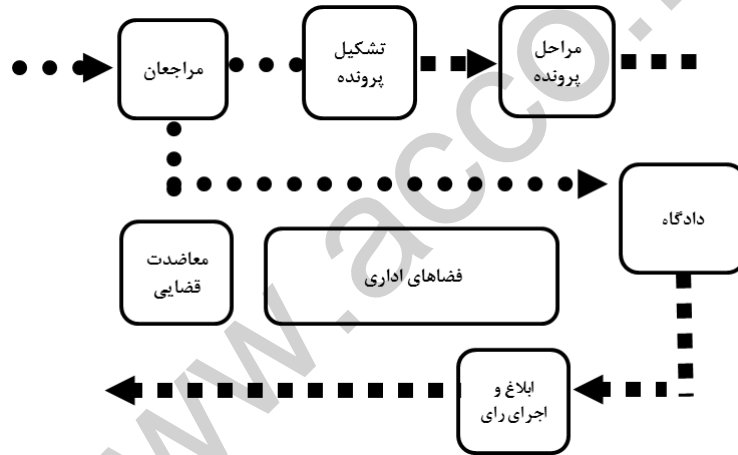 مراجعان
تشکیل
پرونده
مراحل
پرونده
دادگاه
معاضدت
قضایی
فضاهای اداری
ابلاغ و
اجرای رای
www.acco.